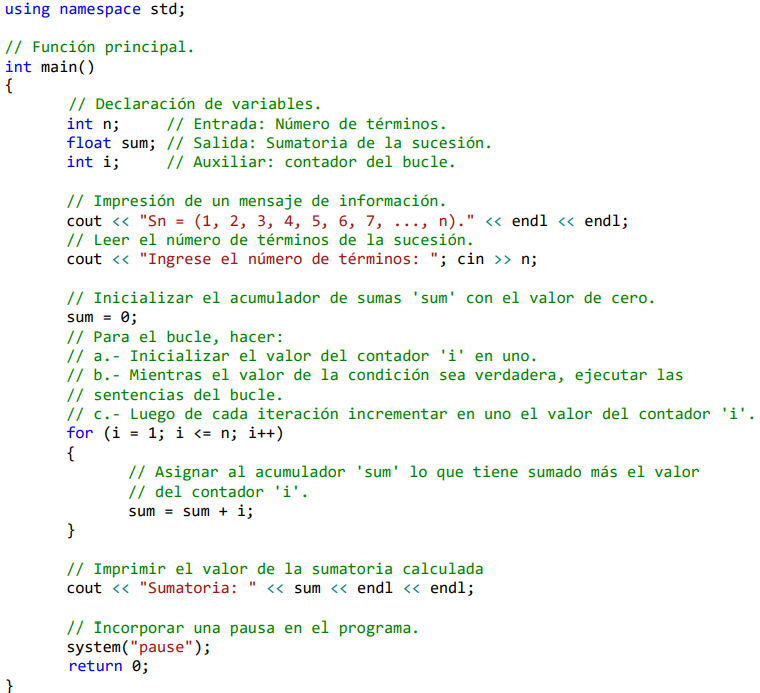 using namespace std;
// Función principal.
int main()
{
// Declaración de variables.
int n; // Entrada: Número de términos.
float sum; // Salida: Sumatoria de la sucesión.
int i; // Auxiliar: contador del bucle.
// Impresión de un mensaje de información.
cout << "Sn = (1, 2, 3, 4, 5, 6, 7, ..., n)." << endl << endl;
// Leer el número de términos de la sucesión.
cout << "Ingrese el número de términos: "; cin >> n;
// Inicializar el acumulador de sumas 'sum' con el valor de cero.
sum = 0;
// Para el bucle, hacer:
// a.- Inicializar el valor del contador 'i' en uno.
// b.- Mientras el valor de la condición sea verdadera, ejecutar las
// sentencias del bucle.
// c.- Luego de cada iteración incrementar en uno el valor del contador 'i'.
for (i = 1; i <= n; i++)
{
// Asignar al acumulador 'sum' lo que tiene sumado más el valor
// del contador 'i'.
sum = sum + i;
}
// Imprimir el valor de la sumatoria calculada
cout << "Sumatoria: " << sum << endl << endl;
// Incorporar una pausa en el programa.
system("pause");
return 0;
}